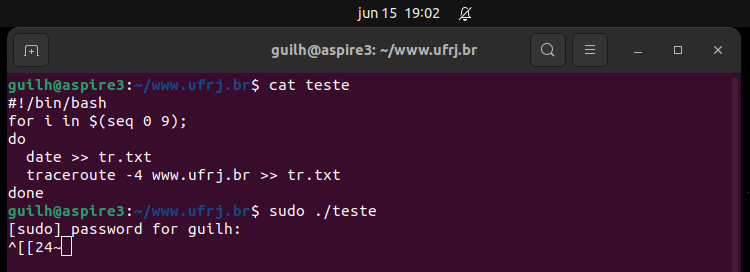 jun 15 19:02
guilh@aspire3: ~/www.ufrj.br
guilh@aspire3:~/www.ufrj.br$ cat teste
#!/bin/bash
for i in $(seq 0 9);
do
  date >> tr.txt
  traceroute -4 www.ufrj.br >> tr.txt
done
guilh@aspire3:~/www.ufrj.br$ sudo ./teste
[sudo] password for guilh:
^[[24~